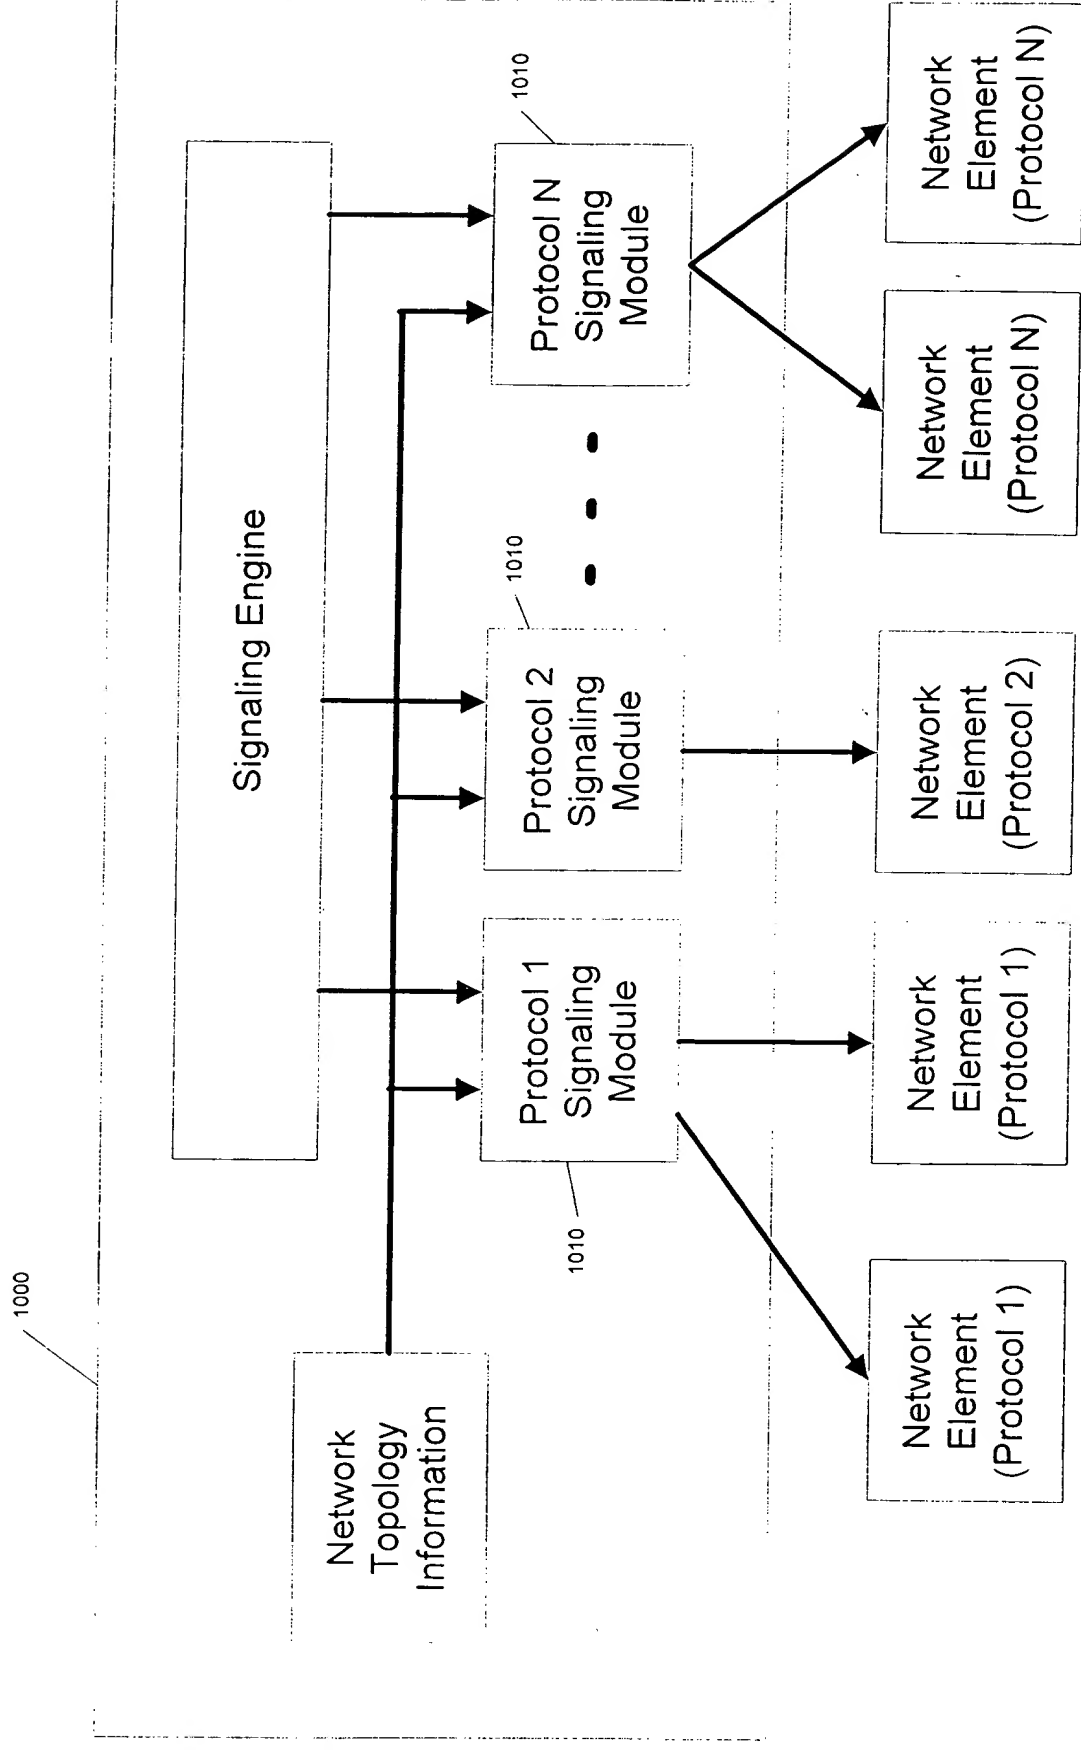 1000
Signaling Engine
Network
Topology
Information
1010
Protocol 1
Signaling
Module
1010
Protocol 2
Signaling
Module
1010
Protocol N
Signaling
Module
Network
Element
(Protocol 1)
Network
Element
(Protocol 1)
Network
Element
(Protocol 2)
Network
Element
(Protocol N)
Network
Element
(Protocol N)